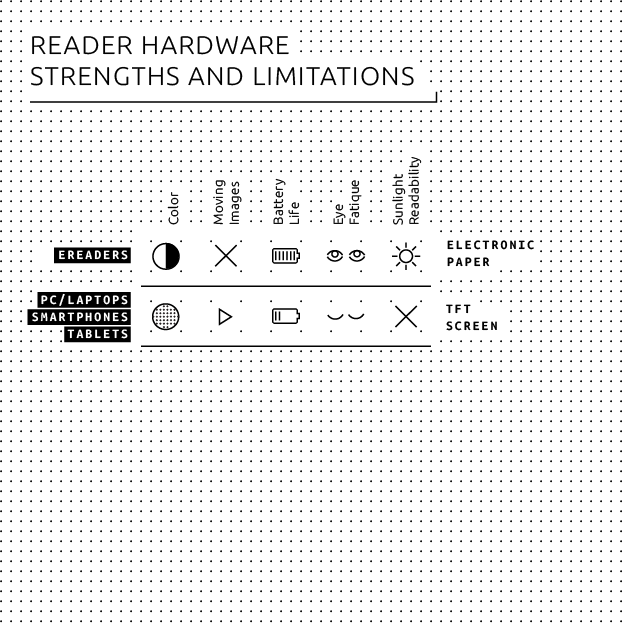 READER HARDWARE
STRENGTHS AND LIMITATIONS
Color
Moving
Images
Battery
Life
Eye
Fatique
Sunlight
Readability
EREADERS
ELECTRONIC
PAPER
PC/LAPTOPS
SMARTPHONES
TABLETS
TFT
SCREEN